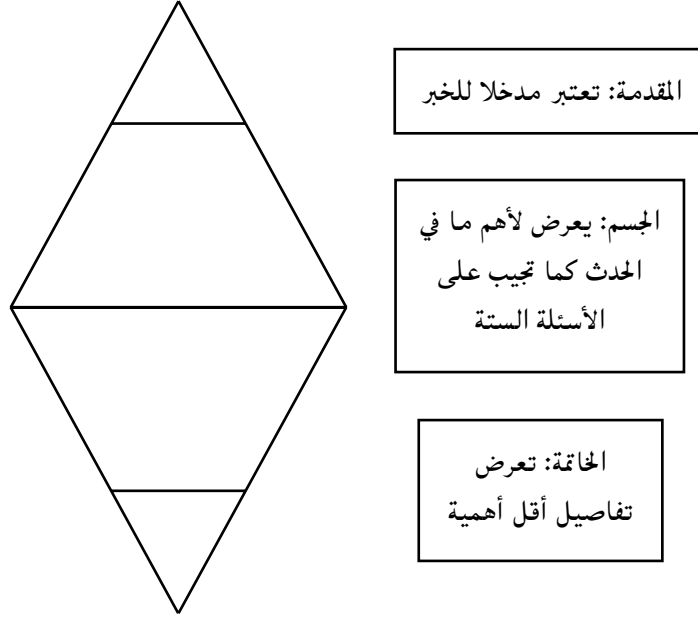 المقدمة: تعتبر مدخلا للخبر
الجسم: يعرض لأهم ما في
الحدث كما تجيب على
الأسئلة الستة
الخاتمة: تعرض
تفاصيل أقل أهمية